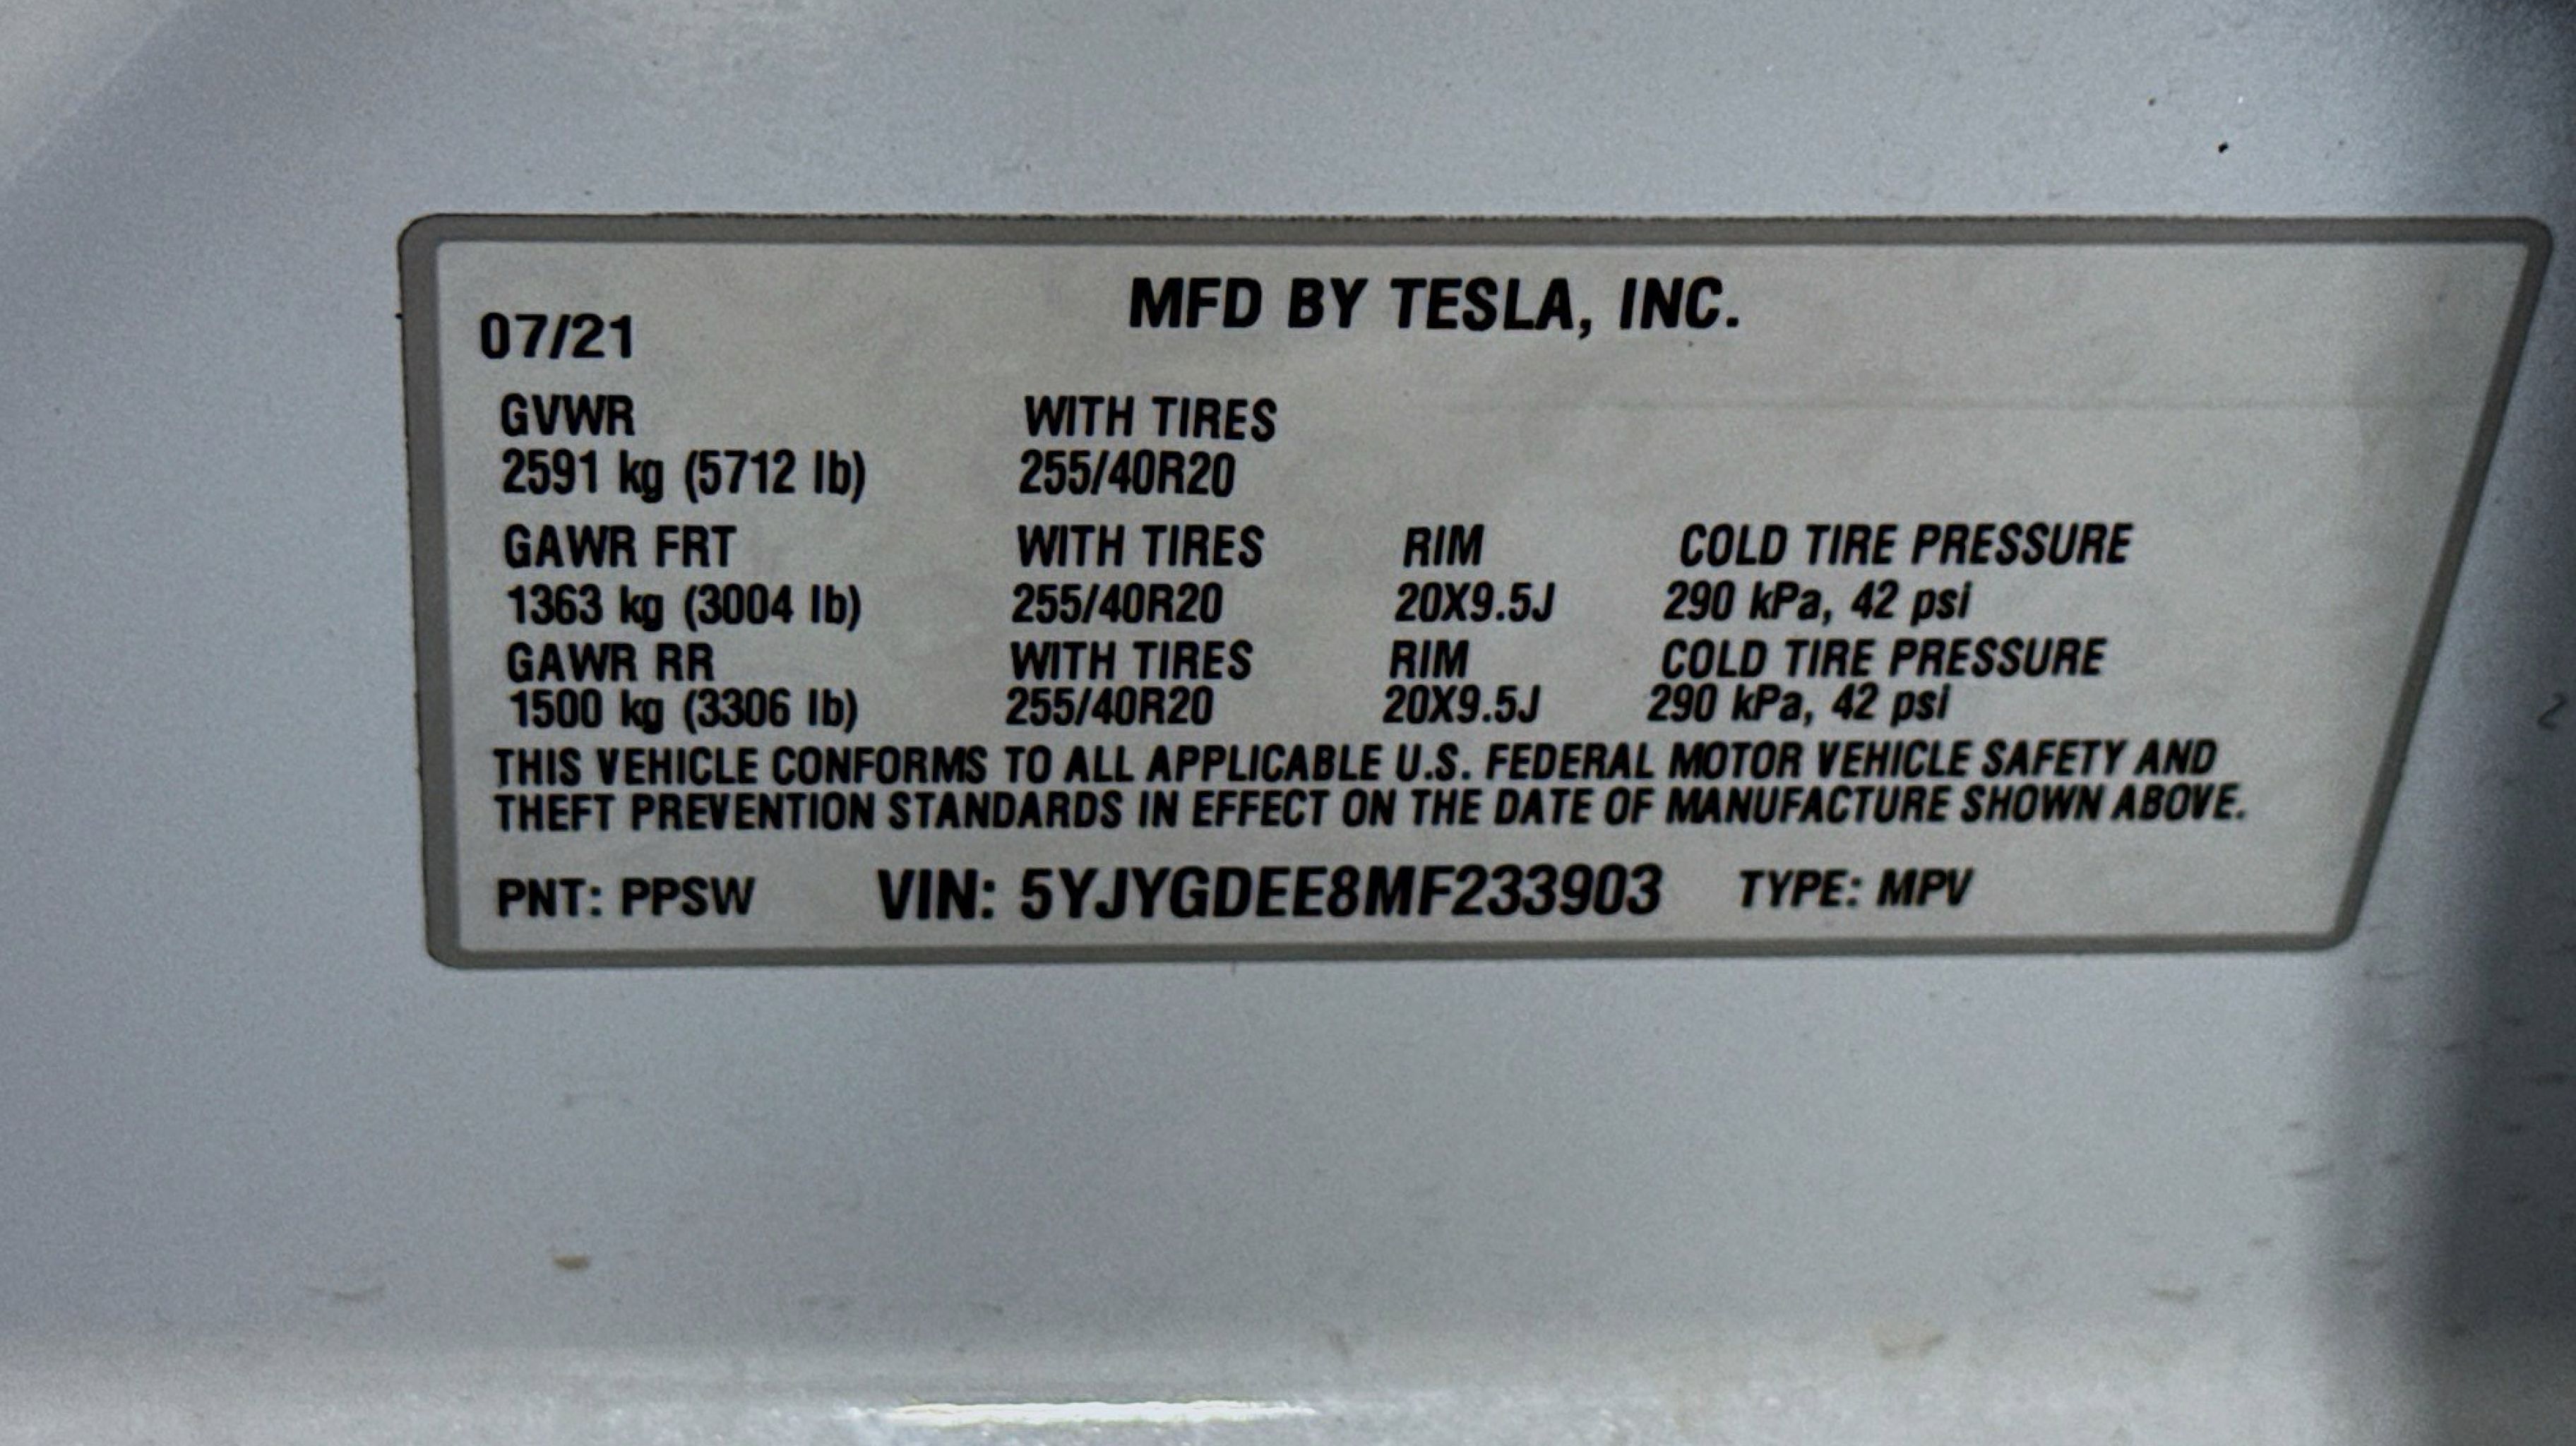 MFD BY TESLA, INC.
07/21
GVWR WITH TIRES
2591 kg (5712 lb) 255/40R20
GAWR FRT WITH TIRES RIM COLD TIRE PRESSURE
1363 kg (3004 lb) 255/40R20 20X9.5J 290 kPa, 42 psi
GAWR RR WITH TIRES RIM COLD TIRE PRESSURE
1500 kg (3306 lb) 255/40R20 20X9.5J 290 kPa, 42 psi
THIS VEHICLE CONFORMS TO ALL APPLICABLE U.S. FEDERAL MOTOR VEHICLE SAFETY AND
THEFT PREVENTION STANDARDS IN EFFECT ON THE DATE OF MANUFACTURE SHOWN ABOVE.
PNT: PPSW VIN: 5YJYGDEE8MF233903 TYPE: MPV